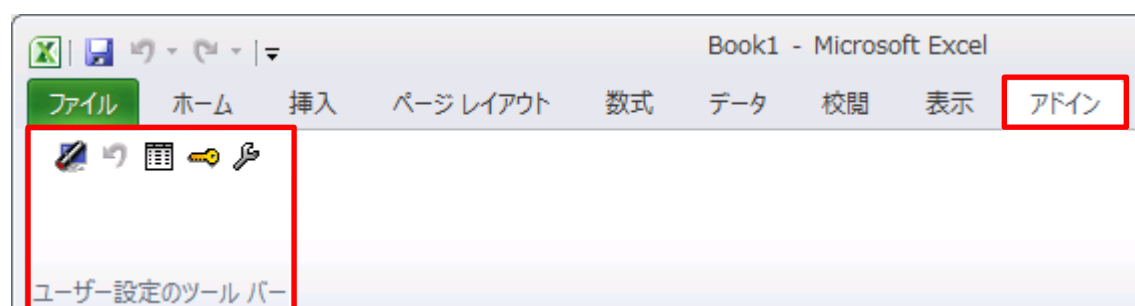 Book1 - Microsoft Excel
ファイル ホーム 挿入 ページ レイアウト 数式 データ 校閲 表示 アドイン
ユーザー設定のツール バー